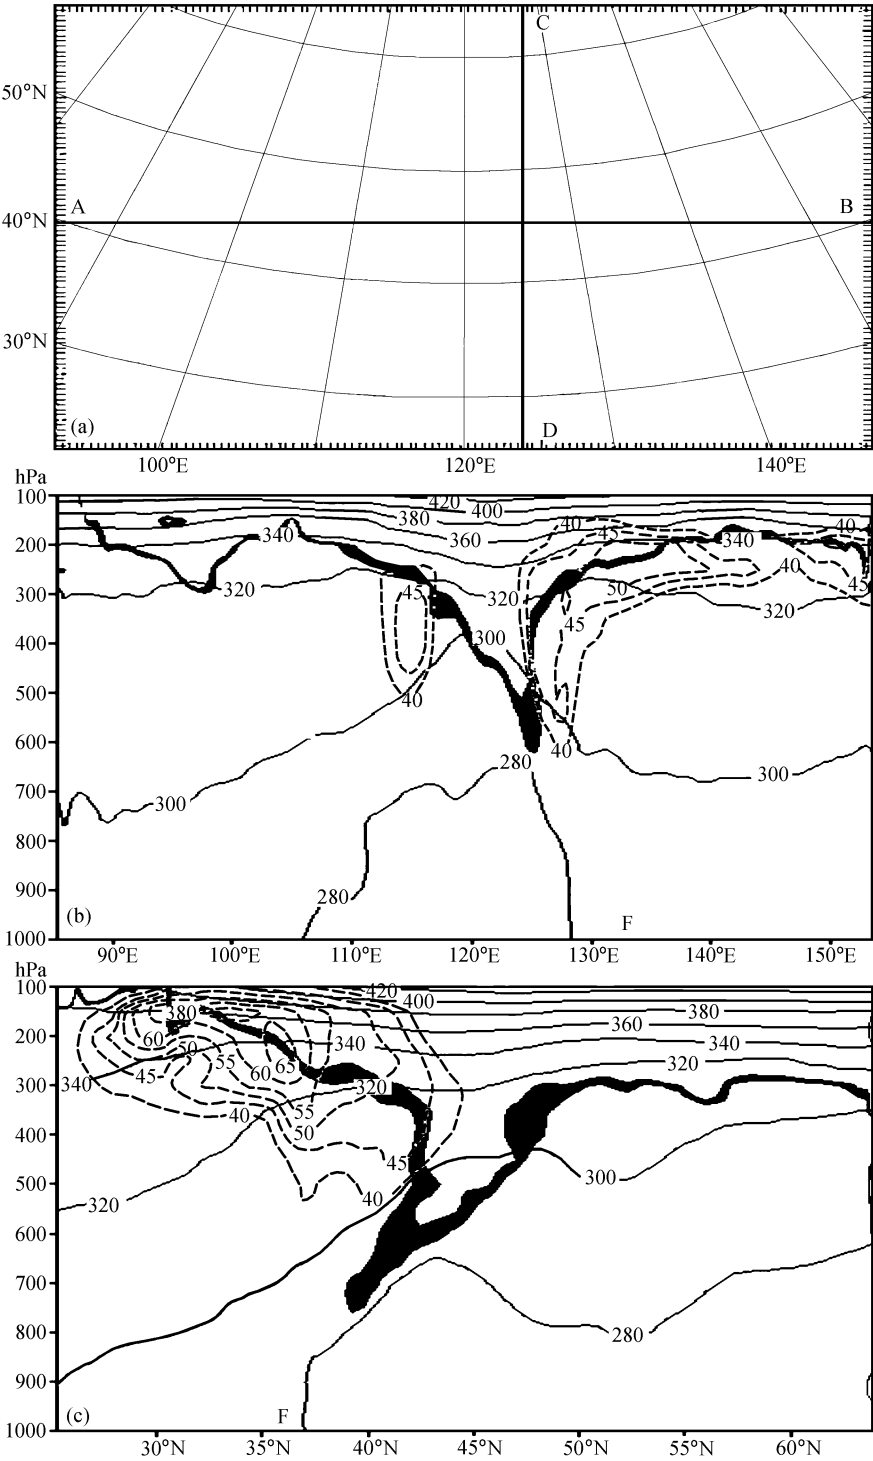 C
50°N
A B
40°N
30°N
(a) D
100°E 120°E 140°E
hPa
100
420
400
380 40 40
45
360
200 340 340
40
300 320 45 320 50 45
320
45
400 300
500 40
600 40
280
700 300 300
800
900 280
(b) F
1000
90°E 100°E 110°E 120°E 130°E 140°E 150°E
hPa
100 420
400
380 380
360
200 60 50 340 340
55 65 320
300 340 45 60 320
40 55
400 50
45
500 300
320 40
600
700
800 280
900
(c) F
1000
30°N 35°N 40°N 45°N 50°N 55°N 60°N